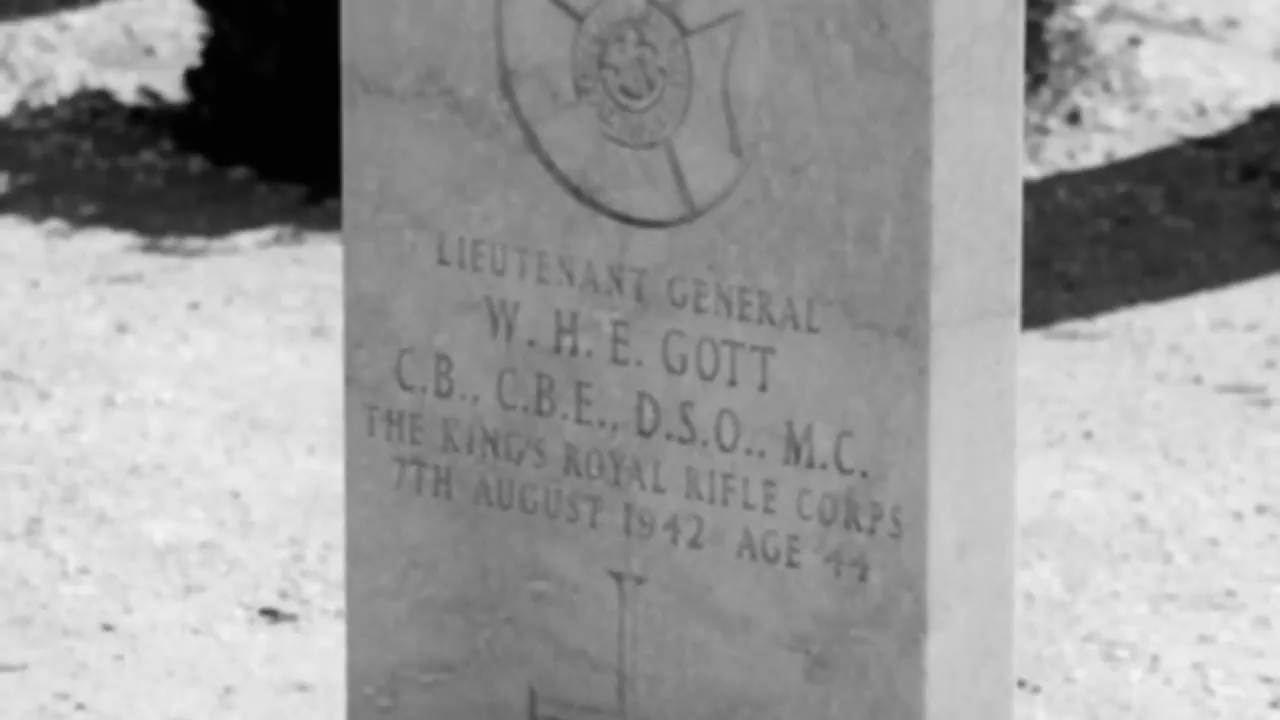 LIEUTENANT GENERAL
W. H. E. GOTT
C.B., C.B.E., D.S.O., M.C.
THE KING'S ROYAL RIFLE CORPS
7TH AUGUST 1942 AGE 44